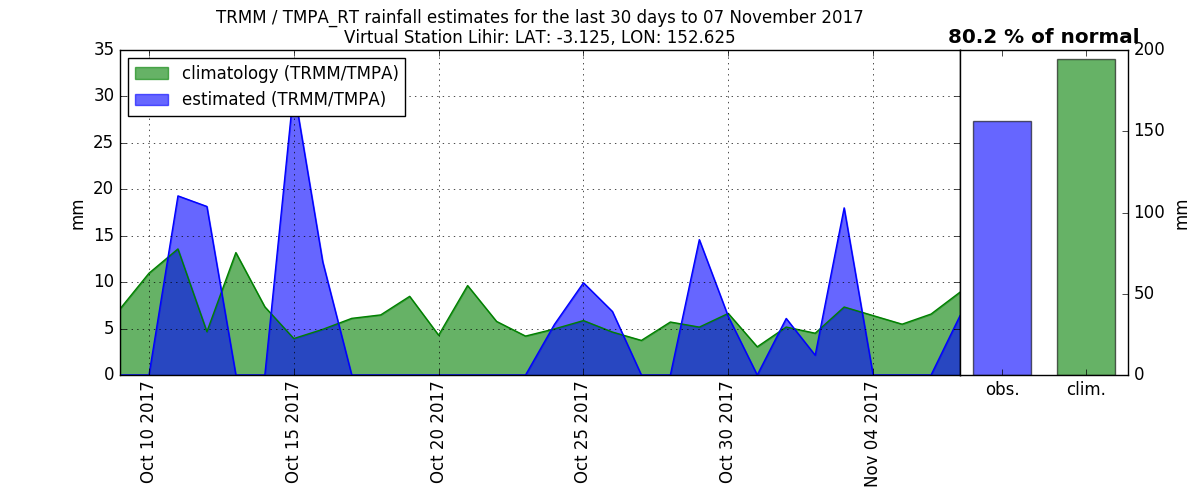 TRMM / TMPA_RT rainfall estimates for the last 30 days to 07 November 2017
Virtual Station Lihir: LAT: -3.125, LON: 152.625
80.2 % of normal
climatology (TRMM/TMPA)
estimated (TRMM/TMPA)
35
30
25
20
15
10
5
0
mm
Oct 10 2017
Oct 15 2017
Oct 20 2017
Oct 25 2017
Oct 30 2017
Nov 04 2017
200
150
100
50
0
mm
obs.
clim.